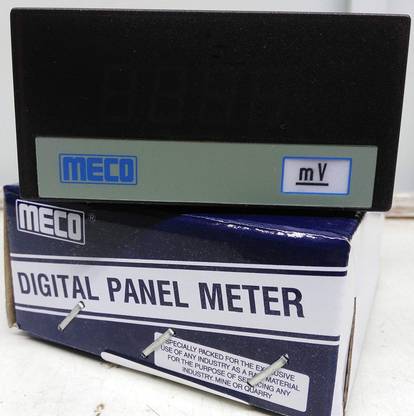 MECO
mV
MECO®
DIGITAL PANEL METER
ESPECIALLY PACKED FOR THE EXCLUSIVE
USE OF ANY INDUSTRY AS A RAW MATERIAL
FOR THE PURPOSE OF SERVICING ANY
INDUSTRY, MINE OR QUARRY